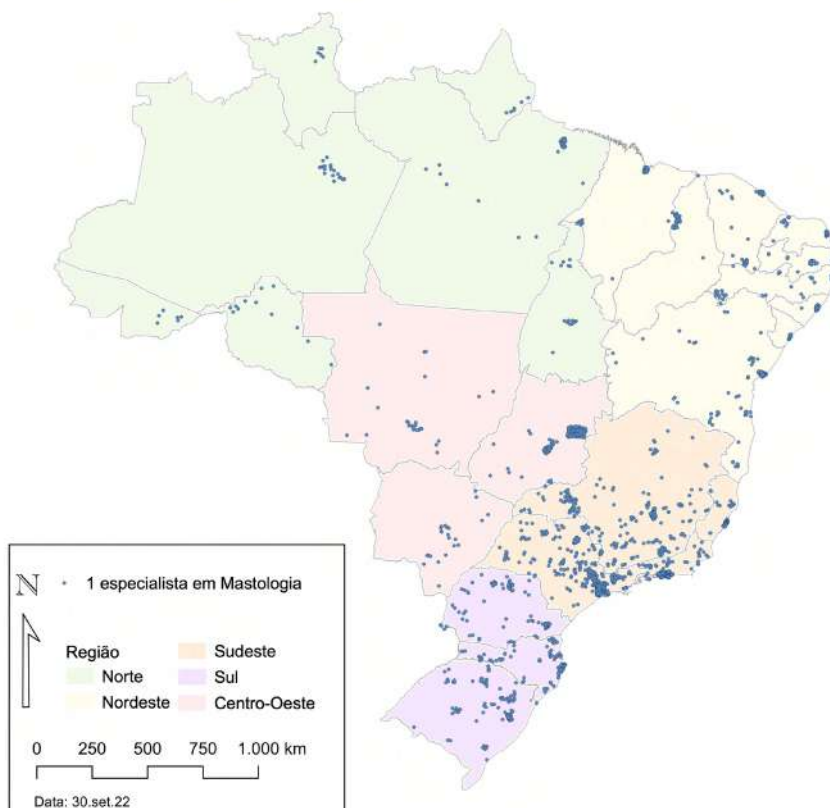 N
1 especialista em Mastologia
Região
Norte
Nordeste
Sudeste
Sul
Centro-Oeste
0 250 500 750 1.000 km
Data: 30.set.22